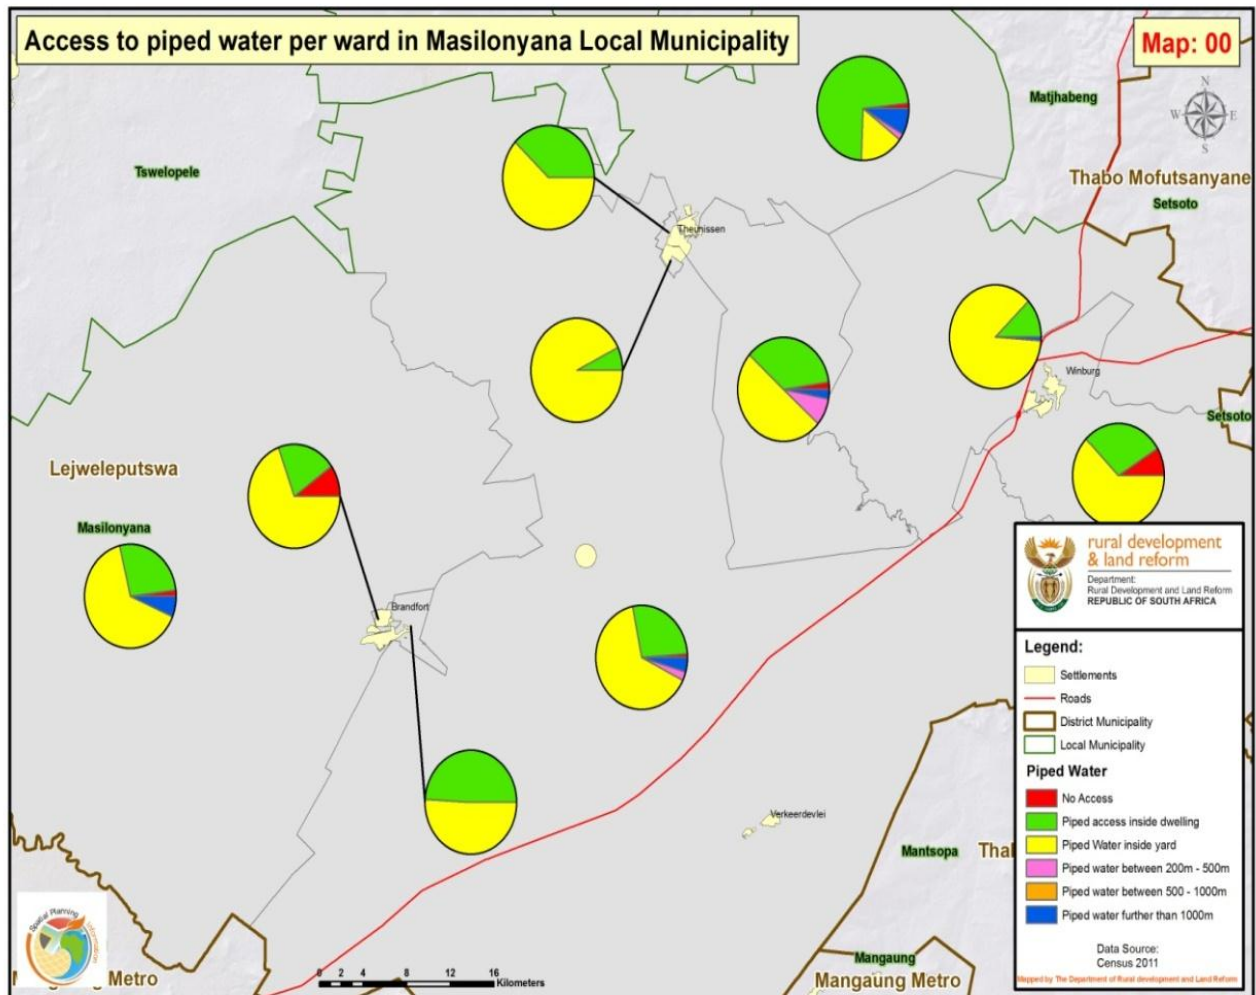 Access to piped water per ward in Masilonyana Local Municipality
Map: 00
N
W E
S
Matjhabeng
Tswelopele
Thabo Mofutsanyane
Setsoto
Theunissen
Winburg
Setsoto
Lejweleputswa
Masilonyana
Brandfort
rural development
& land reform
Department:
Rural Development and Land Reform
REPUBLIC OF SOUTH AFRICA
Legend:
Settlements
Roads
District Municipality
Local Municipality
Piped Water
No Access
Piped access inside dwelling
Piped Water inside yard
Piped water between 200m - 500m
Piped water between 500 - 1000m
Piped water further than 1000m
Data Source:
Census 2011
Mapped by The Department of Rural development and Land Reform
Verkeerdevlei
Mantsopa
Tha
Spatial Planning
Information
Metro
0 2 4 8 12 16
Kilometers
Mangaung
Mangaung Metro